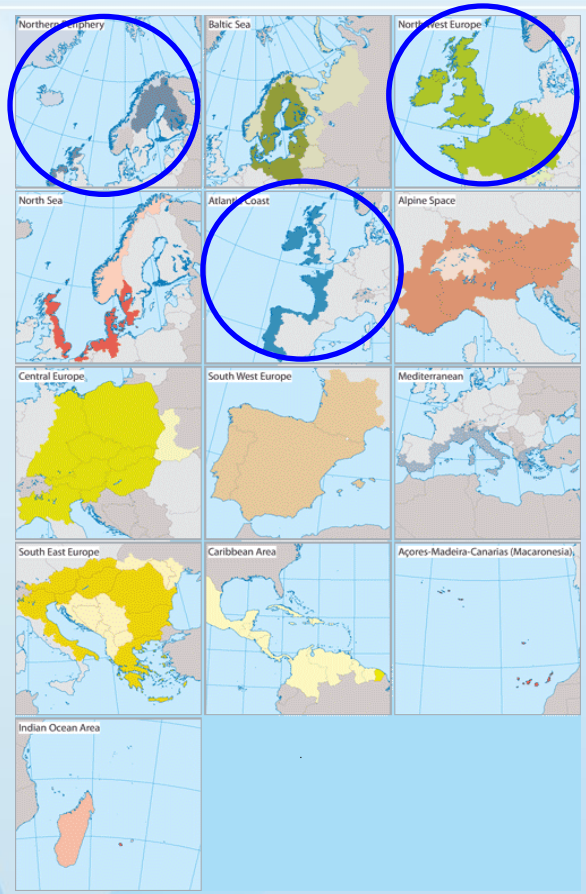 Northern Periphery
Baltic Sea
North West Europe
North Sea
Atlantic Coast
Alpine Space
Central Europe
South West Europe
Mediterranean
South East Europe
Caribbean Area
Açores-Madeira-Canarias (Macaronesia)
Indian Ocean Area